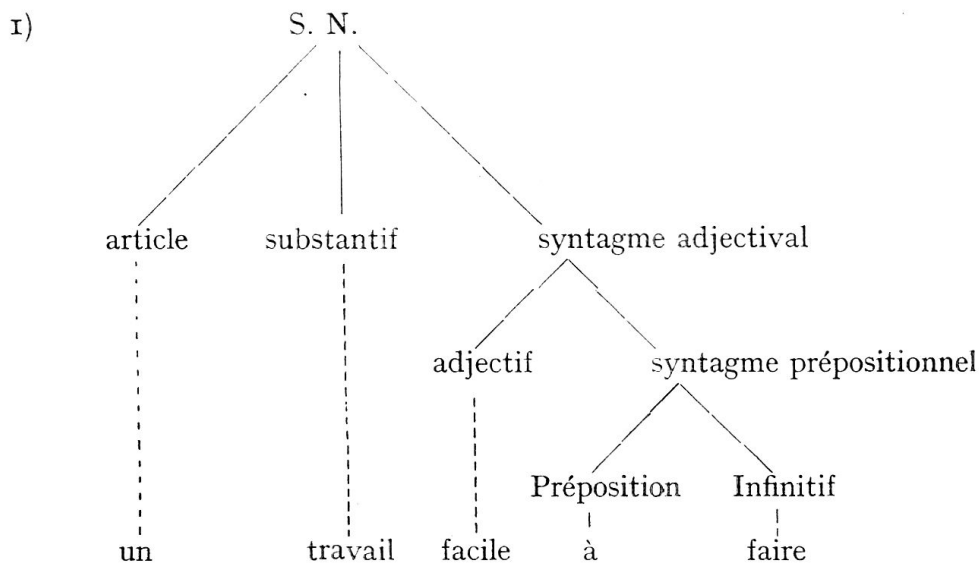 1) S. N.
article substantif syntagme adjectival
adjectif syntagme prépositionnel
Préposition Infinitif
un travail facile à faire